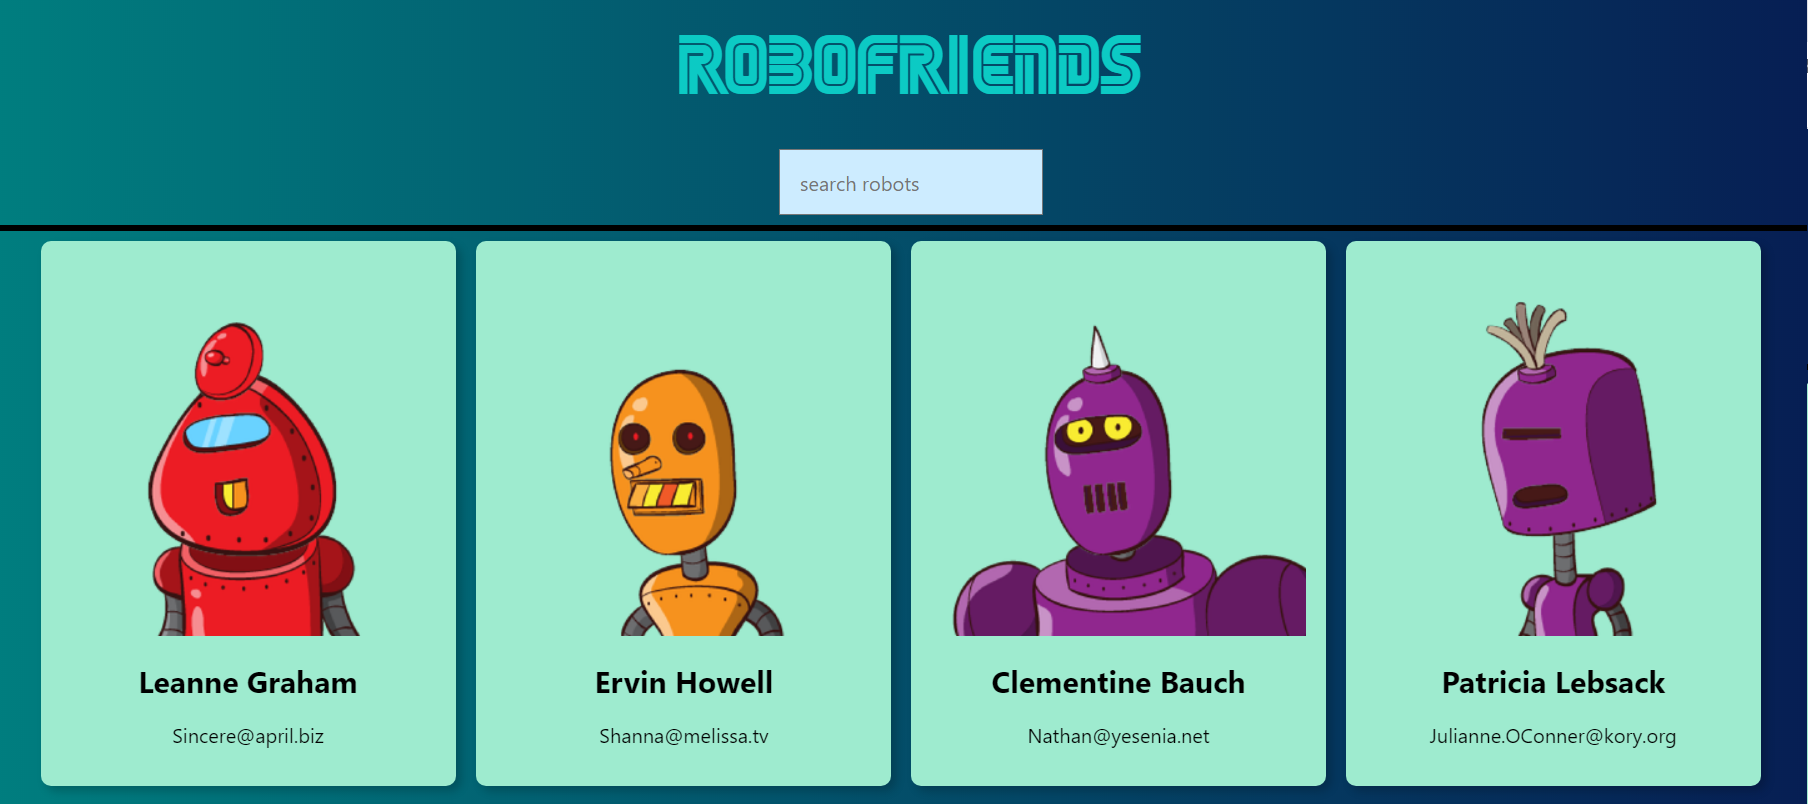 ROBOFRIENDS
search robots
Leanne Graham
Sincere@april.biz
Ervin Howell
Shanna@melissa.tv
Clementine Bauch
Nathan@yesenia.net
Patricia Lebsack
Julianne.OConner@kory.org